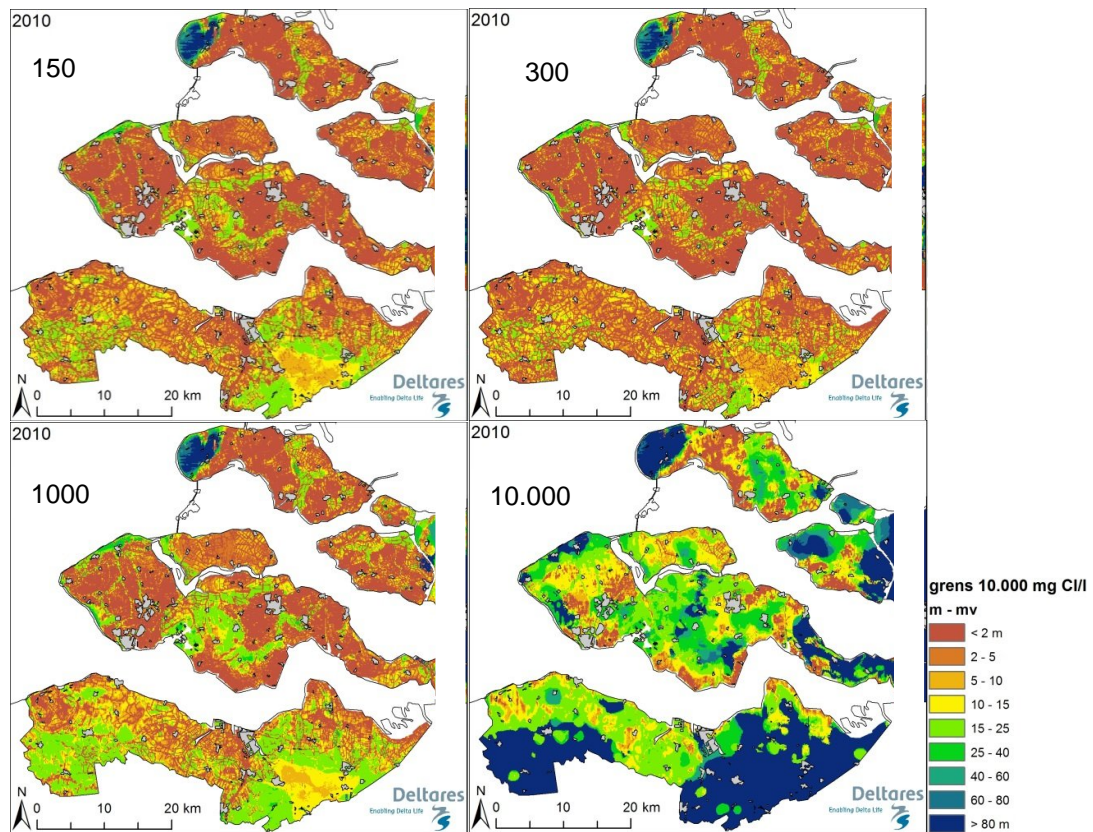 2010
150
N
0 10 20 km
Deltares
Enabling Delta Life
2010
300
N
0 10 20 km
Deltares
Enabling Delta Life
2010
1000
N
0 10 20 km
Deltares
Enabling Delta Life
2010
10.000
N
0 10 20 km
Deltares
Enabling Delta Life
grens 10.000 mg Cl/l
m - mv
< 2 m
2 - 5
5 - 10
10 - 15
15 - 25
25 - 40
40 - 60
60 - 80
> 80 m